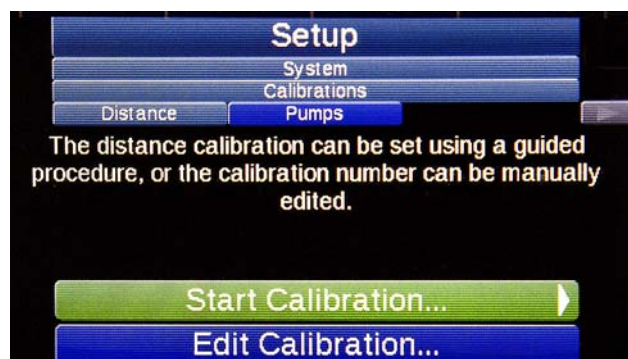 Setup
System
Calibrations
Distance Pumps
The distance calibration can be set using a guided
procedure, or the calibration number can be manually
edited.
Start Calibration...
Edit Calibration...